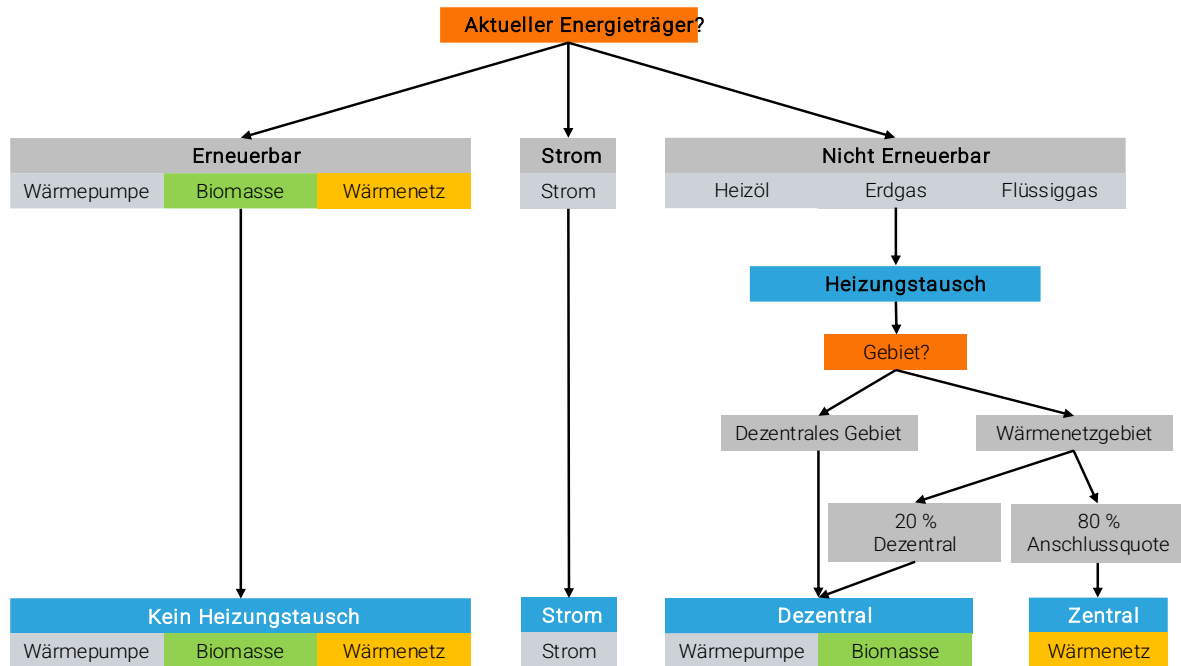 Aktueller Energieträger?
Erneuerbar
Strom
Nicht Erneuerbar
Wärmepumpe
Biomasse
Wärmenetz
Strom
Heizöl
Erdgas
Flüssiggas
Heizungstausch
Gebiet?
Dezentrales Gebiet
Wärmenetzgebiet
20 %
Dezentral
80 %
Anschlussquote
Kein Heizungstausch
Strom
Dezentral
Zentral
Wärmepumpe
Biomasse
Wärmenetz
Strom
Wärmepumpe
Biomasse
Wärmenetz